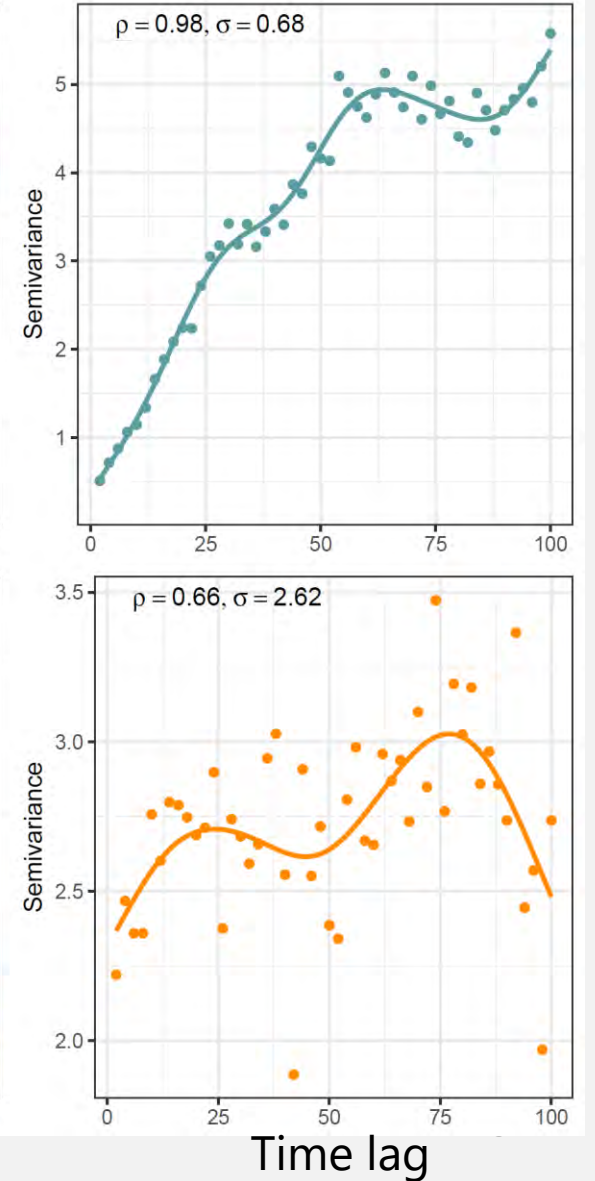 ρ = 0.98, σ = 0.68
5
4
3
2
1
Semivariance
0 25 50 75 100
ρ = 0.66, σ = 2.62
3.5
3.0
2.5
2.0
Semivariance
0 25 50 75 100
Time lag